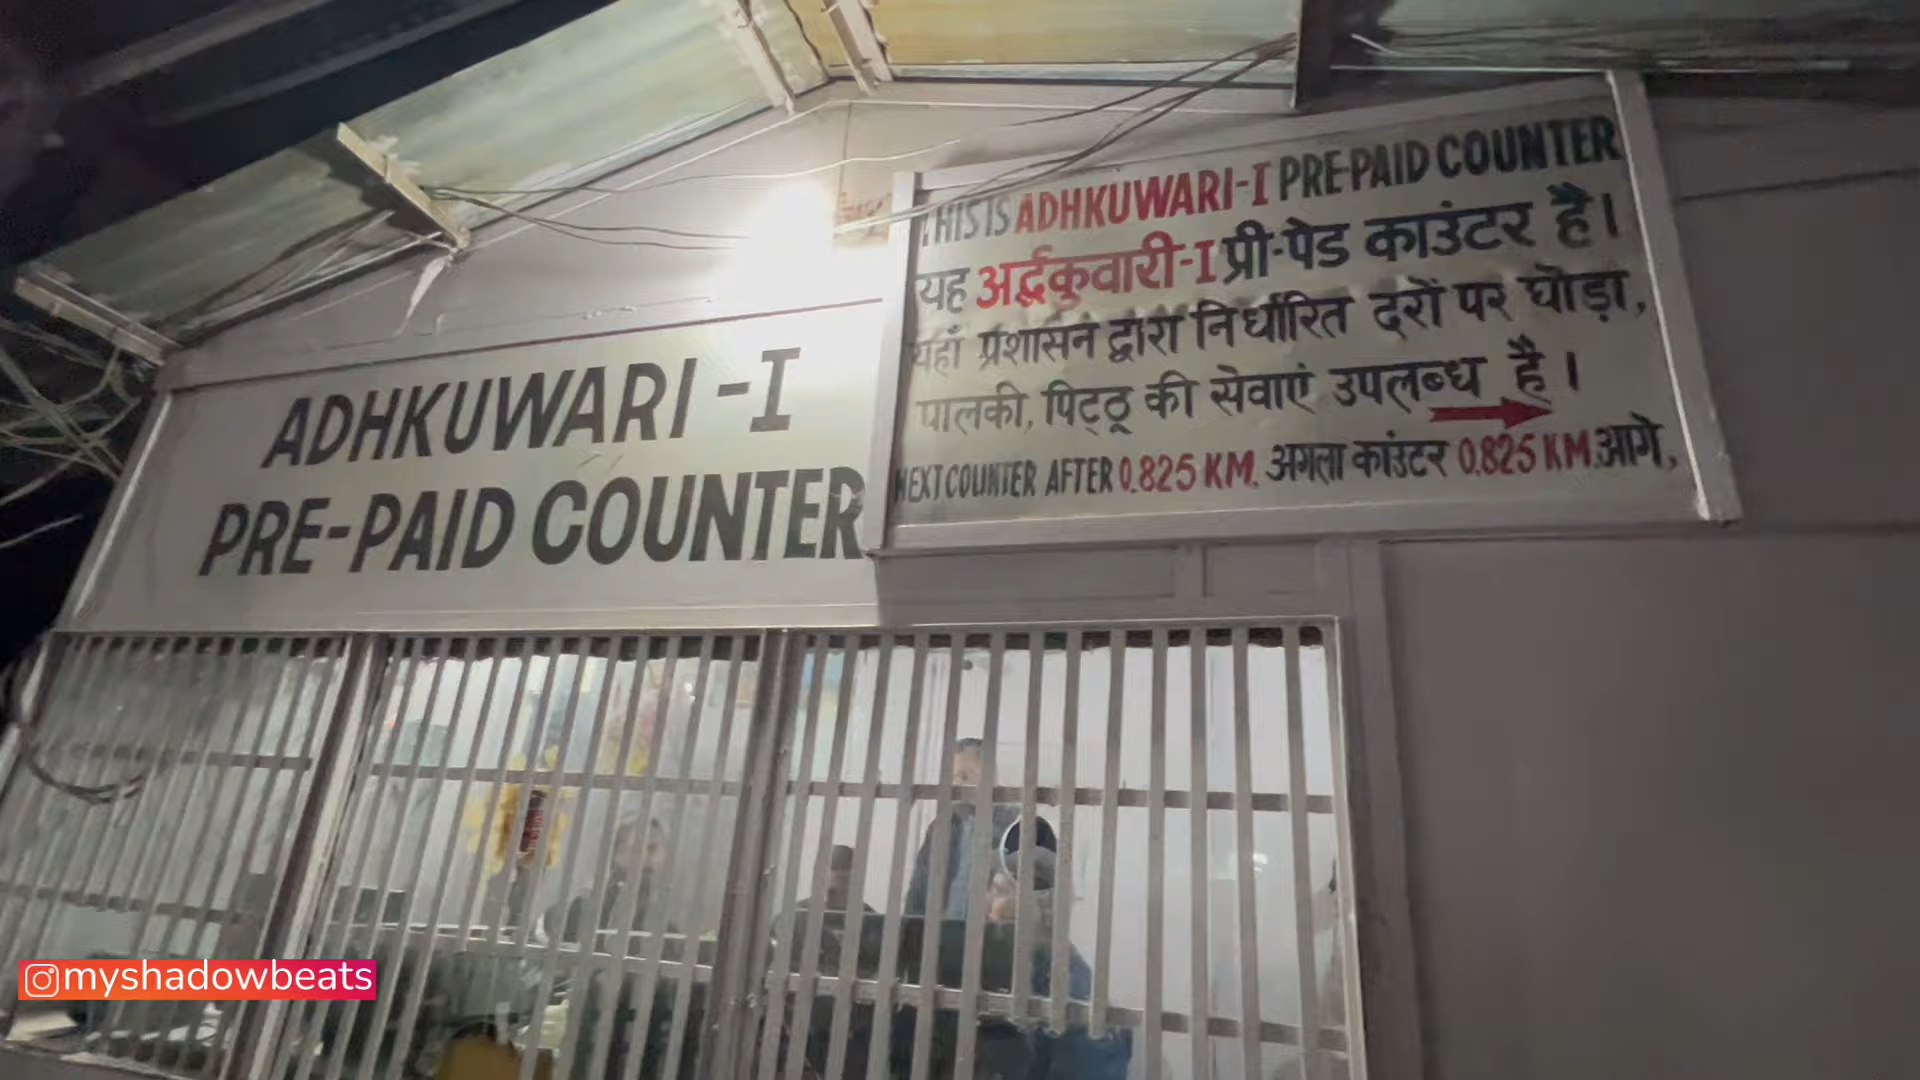 ADHKUWARI -I
PRE-PAID COUNTER
THIS IS ADHKUWARI-I PRE-PAID COUNTER
यह अर्द्धकुवारी-I प्री-पेड काउंटर है।
यहाँ प्रशासन द्वारा निर्धारित दरों पर घोड़ा,
पालकी, पिट्ठू की सेवाएं उपलब्ध है।
NEXT COUNTER AFTER 0.825 KM. अगला कांउटर 0.825 KM. आगे,
myshadowbeats